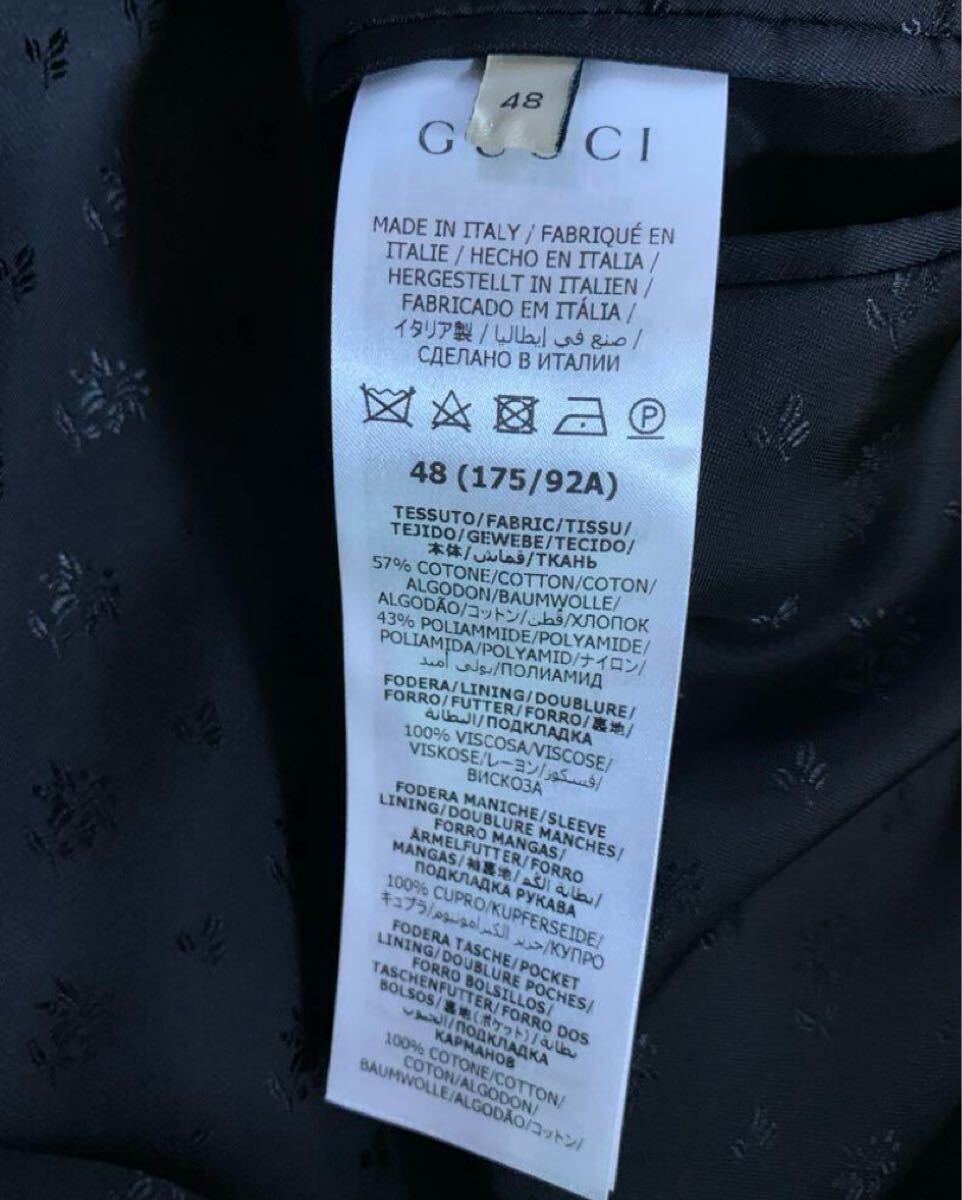 48
GUCCI
MADE IN ITALY / FABRIQUÉ EN
ITALIE / HECHO EN ITALIA /
HERGESTELLT IN ITALIEN /
FABRICADO EM ITÁLIA /
イタリア製 / صنع في إيطاليا /
СДЕЛАНО В ИТАЛИИ
P
48 (175/92A)
TESSUTO/FABRIC/TISSU/
TEJIDO/GEWEBE/TECIDO/
本体/قماش/ТКАНЬ
57% COTONE/COTTON/COTON/
ALGODON/BAUMWOLLE/
ALGODÃO/コットン/قطن/ХЛОПОК
43% POLIAMMIDE/POLYAMIDE/
POLIAMIDA/POLYAMID/ナイロン/
بولي أميد/ПОЛИАМИД
FODERA/LINING/DOUBLURE/
FORRO/FUTTER/FORRO/裏地/
البطانة/ПОДКЛАДКА
100% VISCOSA/VISCOSE/
VISKOSE/レーヨン/فسكوز/
ВИСКОЗА
FODERA MANICHE/SLEEVE
LINING/DOUBLURE MANCHES/
FORRO MANGAS/
ÄRMELFUTTER/FORRO
MANGAS/袖裏地/بطانة الكم/
ПОДКЛАДКА РУКАВА
100% CUPRO/KUPFERSEIDE/
キュプラ/حرير الكبرامونيوم/КУПРО
FODERA TASCHE/POCKET
LINING/DOUBLURE POCHES/
FORRO BOLSILLOS/
TASCHENFUTTER/FORRO DOS
BOLSOS/裏地(ポケット)/بطانة
الجيوب/ПОДКЛАДКА
КАРМАНОВ
100% COTONE/COTTON/
COTON/ALGODON/
BAUMWOLLE/ALGODÃO/コットン/